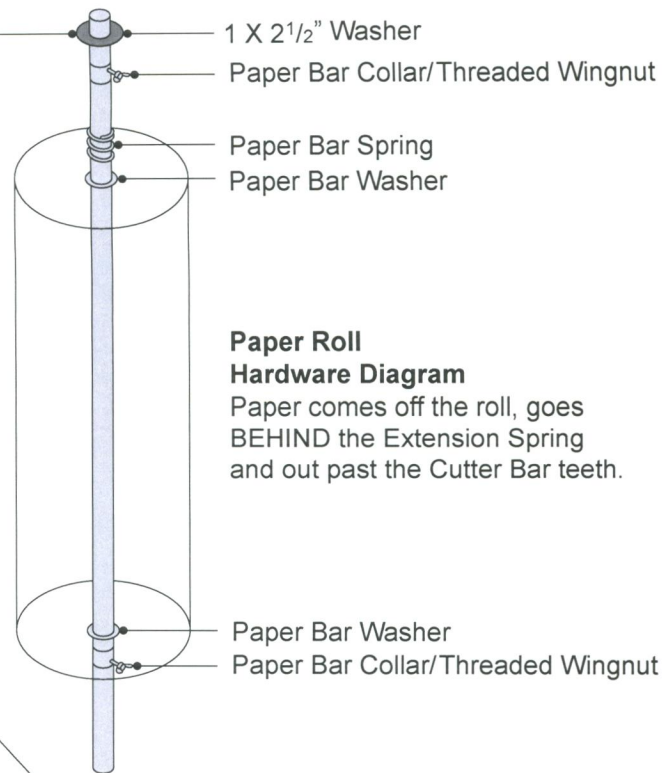 1 X 2 1/2” Washer
Paper Bar Collar/Threaded Wingnut
Paper Bar Spring
Paper Bar Washer
Paper Roll
Hardware Diagram
Paper comes off the roll, goes
BEHIND the Extension Spring
and out past the Cutter Bar teeth.
Paper Bar Washer
Paper Bar Collar/Threaded Wingnut